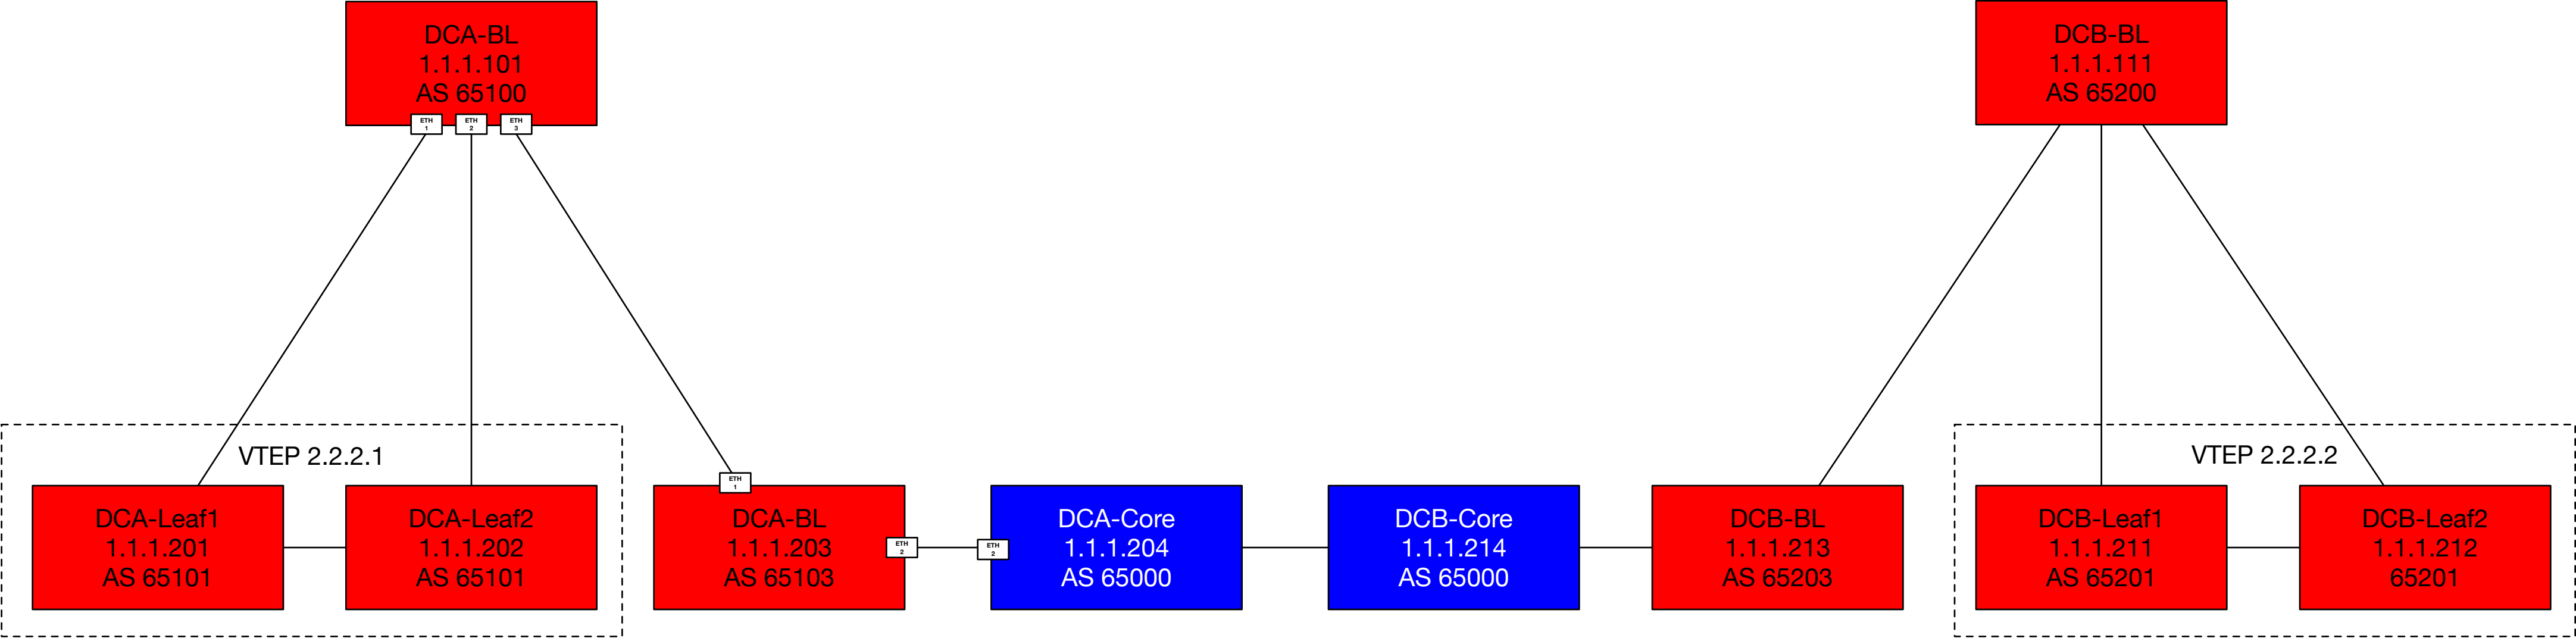 DCA-BL
1.1.1.101
AS 65100
ETH
1
ETH
2
ETH
3
DCB-BL
1.1.1.111
AS 65200
VTEP 2.2.2.1
DCA-Leaf1
1.1.1.201
AS 65101
DCA-Leaf2
1.1.1.202
AS 65101
ETH
1
DCA-BL
1.1.1.203
AS 65103
ETH
2
ETH
2
DCA-Core
1.1.1.204
AS 65000
DCB-Core
1.1.1.214
AS 65000
DCB-BL
1.1.1.213
AS 65203
VTEP 2.2.2.2
DCB-Leaf1
1.1.1.211
AS 65201
DCB-Leaf2
1.1.1.212
65201